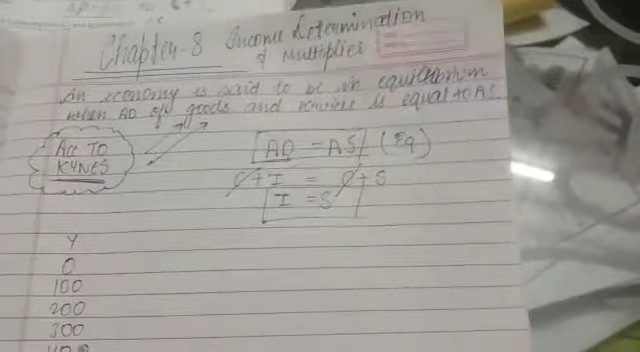 Chapter-8 Income Determination
& Multiplier
An economy is said to be in equilibrium
when AD of goods and services is equal to AS.
ACC TO
KYNES
AD = AS (Eq)
C+I = C+S
I = S
Y
0
100
200
300
400